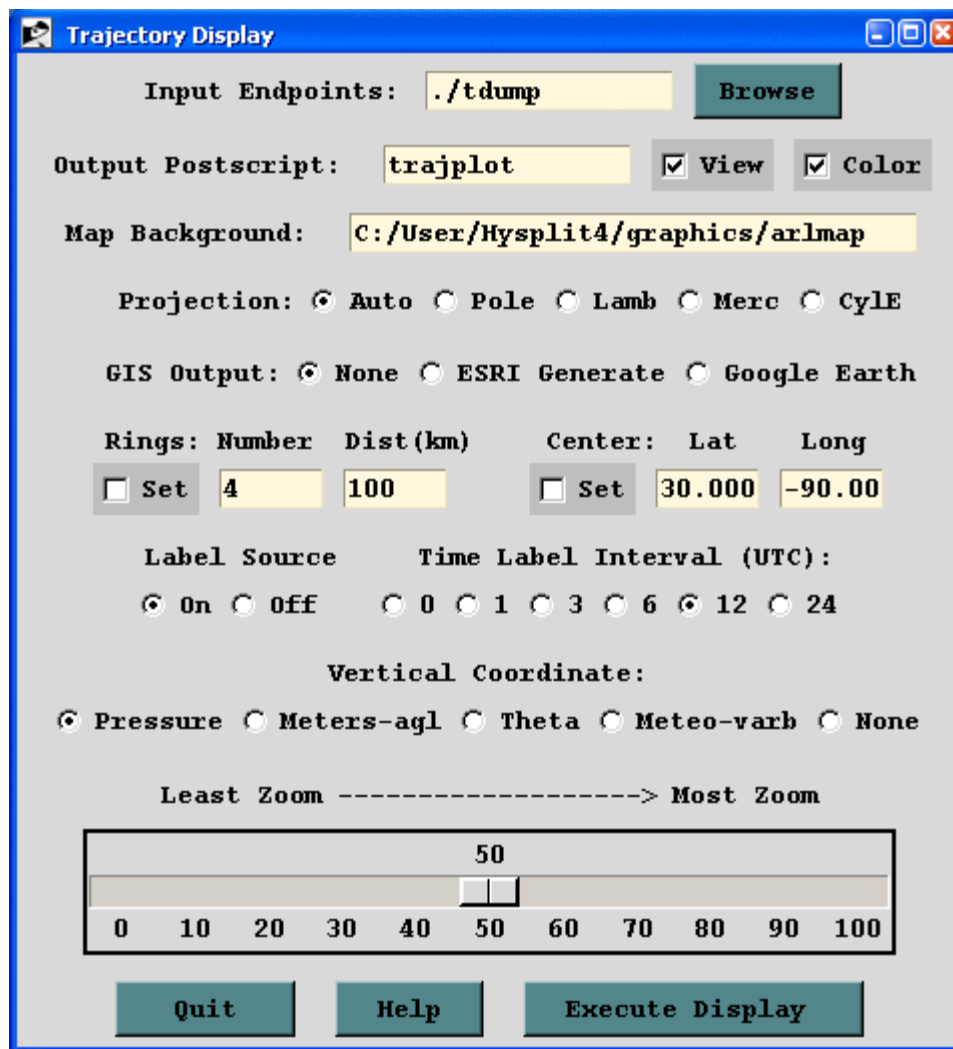 Trajectory Display
Input Endpoints: ./tdump Browse
Output Postscript: trajplot View Color
Map Background: C:/User/Hysplit4/graphics/arlmap
Projection: Auto Pole Lamb Merc CylE
GIS Output: None ESRI Generate Google Earth
Rings: Number Dist(km) Center: Lat Long
Set 4 100 Set 30.000 -90.00
Label Source Time Label Interval (UTC):
On Off 0 1 3 6 12 24
Vertical Coordinate:
Pressure Meters-agl Theta Meteo-varb None
Least Zoom -------------------> Most Zoom
50
0 10 20 30 40 50 60 70 80 90 100
Quit Help Execute Display